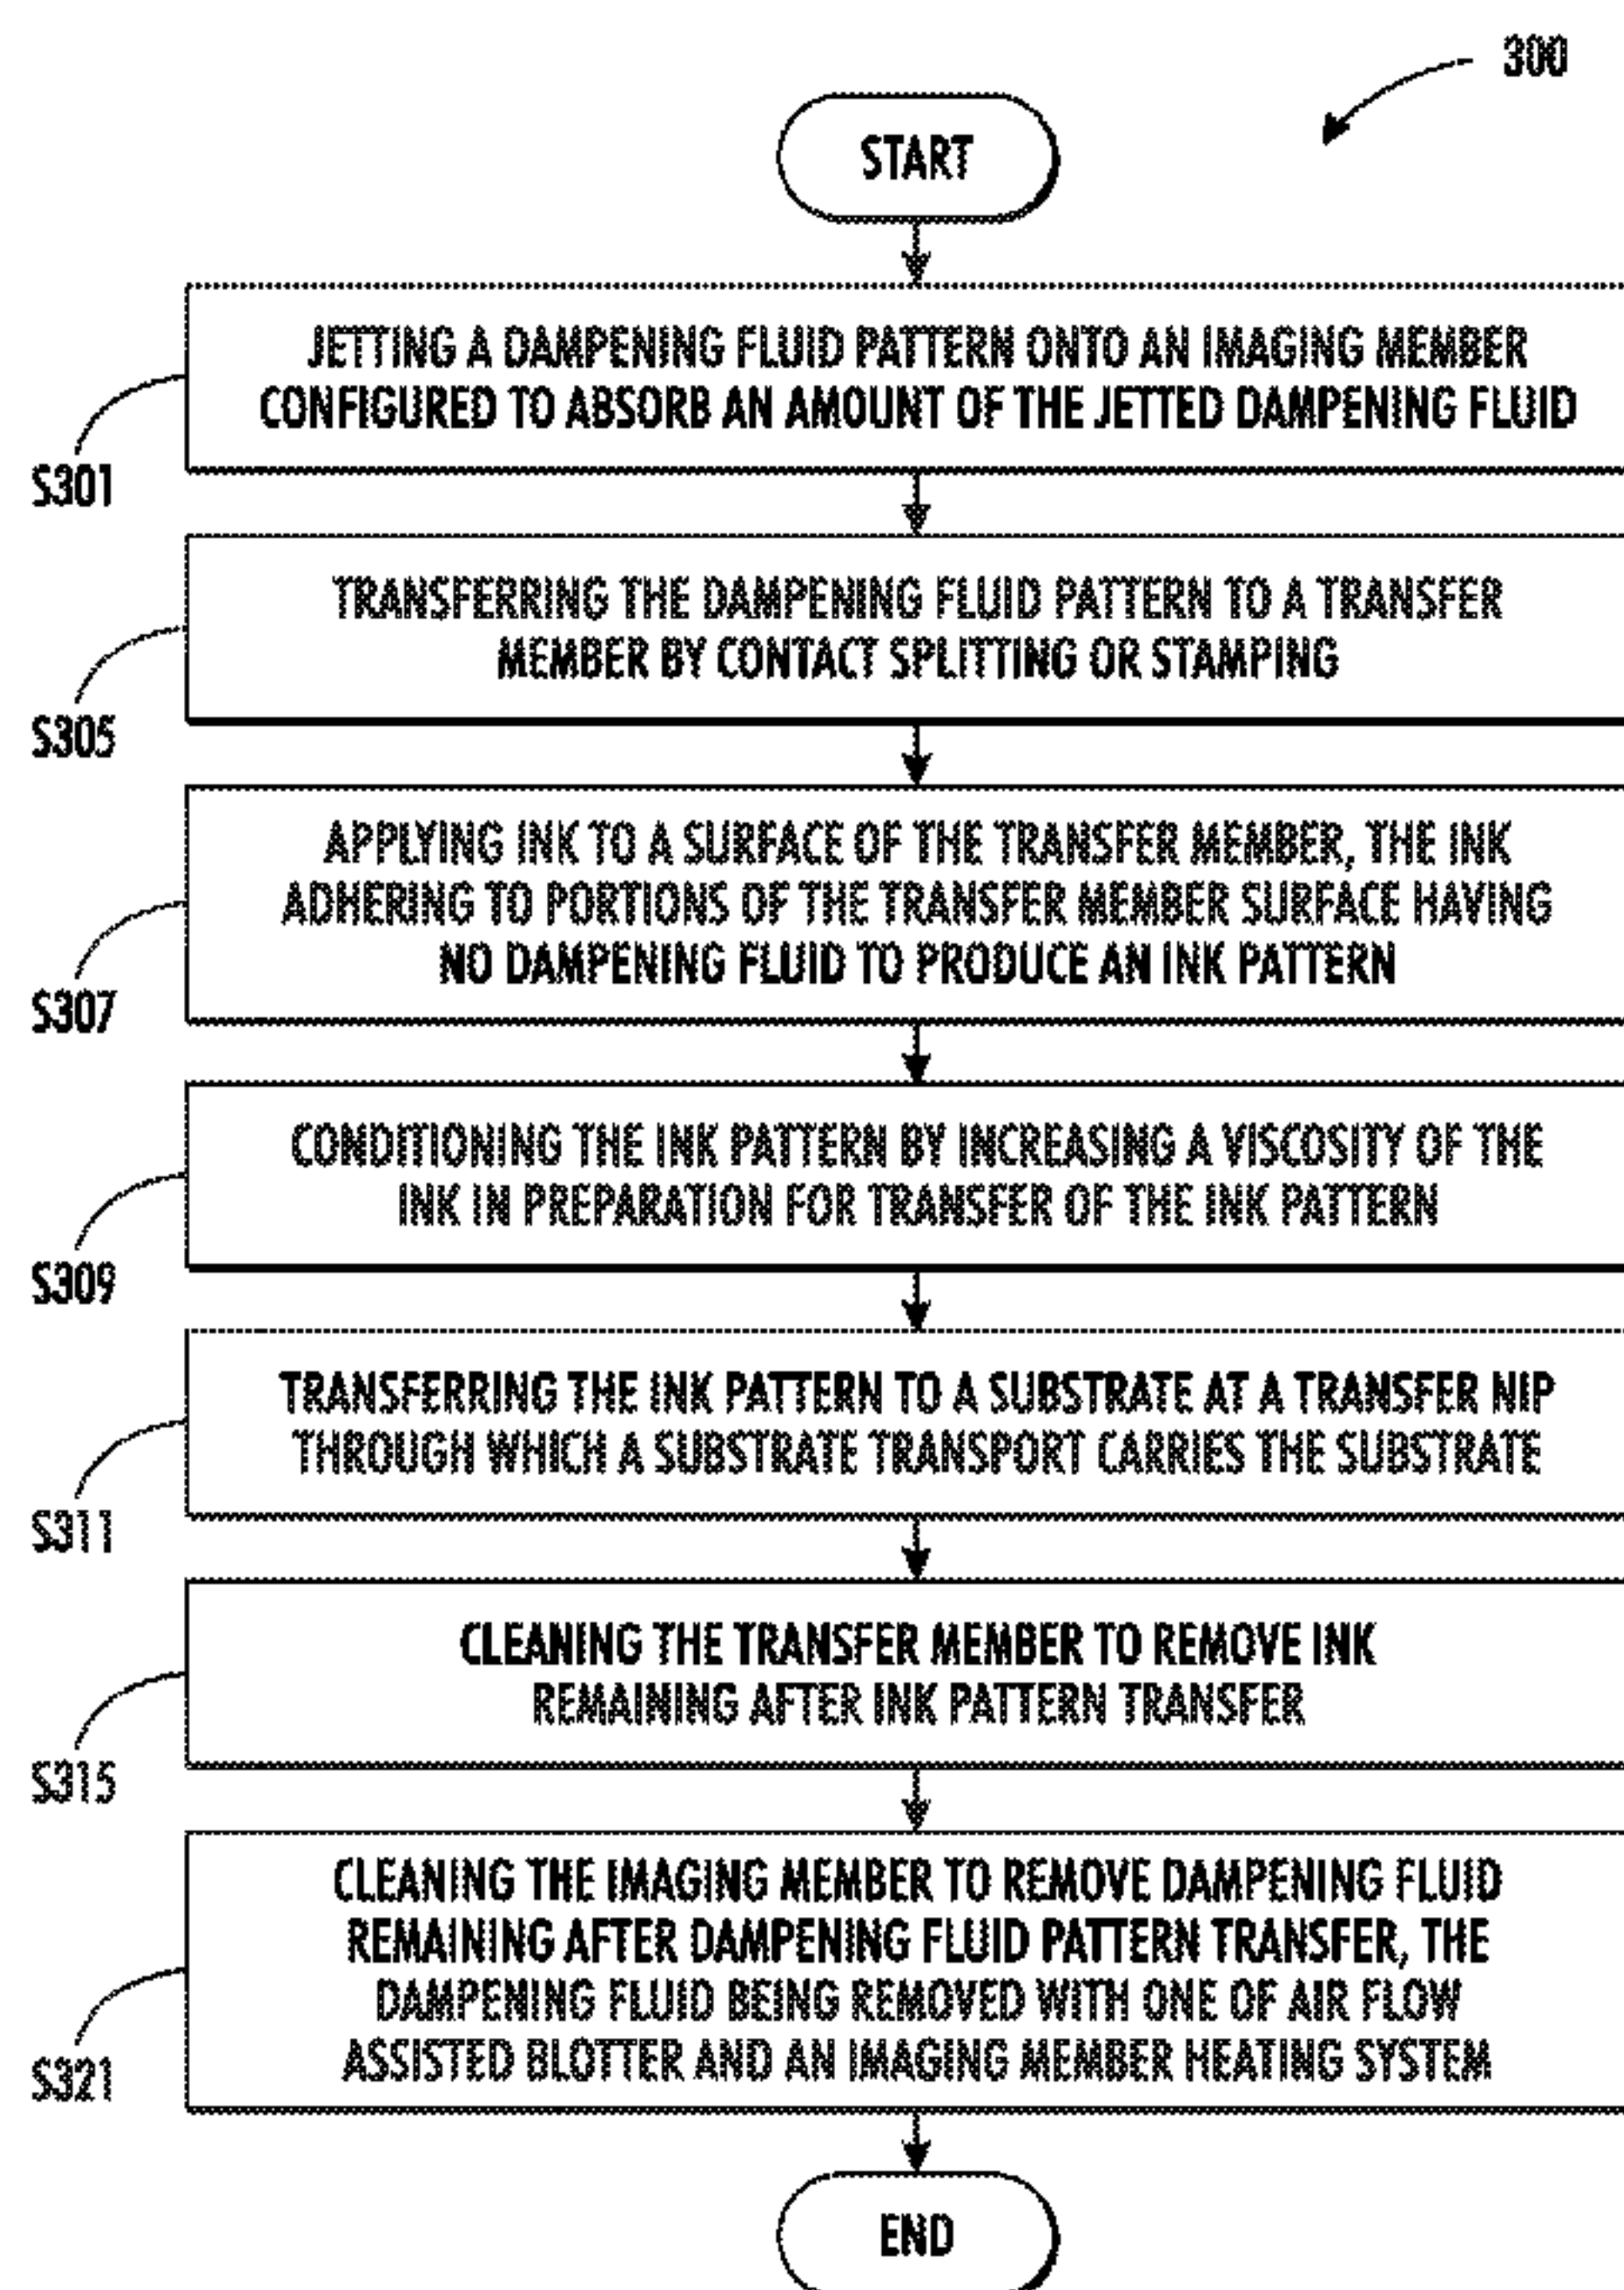 300
START
JETTING A DAMPENING FLUID PATTERN ONTO AN IMAGING MEMBER
CONFIGURED TO ABSORB AN AMOUNT OF THE JETTED DAMPENING FLUID
S301
TRANSFERRING THE DAMPENING FLUID PATTERN TO A TRANSFER
MEMBER BY CONTACT SPLITTING OR STAMPING
S305
APPLYING INK TO A SURFACE OF THE TRANSFER MEMBER, THE INK
ADHERING TO PORTIONS OF THE TRANSFER MEMBER SURFACE HAVING
NO DAMPENING FLUID TO PRODUCE AN INK PATTERN
S307
CONDITIONING THE INK PATTERN BY INCREASING A VISCOSITY OF THE
INK IN PREPARATION FOR TRANSFER OF THE INK PATTERN
S309
TRANSFERRING THE INK PATTERN TO A SUBSTRATE AT A TRANSFER NIP
THROUGH WHICH A SUBSTRATE TRANSPORT CARRIES THE SUBSTRATE
S311
CLEANING THE TRANSFER MEMBER TO REMOVE INK
REMAINING AFTER INK PATTERN TRANSFER
S315
CLEANING THE IMAGING MEMBER TO REMOVE DAMPENING FLUID
REMAINING AFTER DAMPENING FLUID PATTERN TRANSFER, THE
DAMPENING FLUID BEING REMOVED WITH ONE OF AIR FLOW
ASSISTED BLOTTER AND AN IMAGING MEMBER HEATING SYSTEM
S321
END